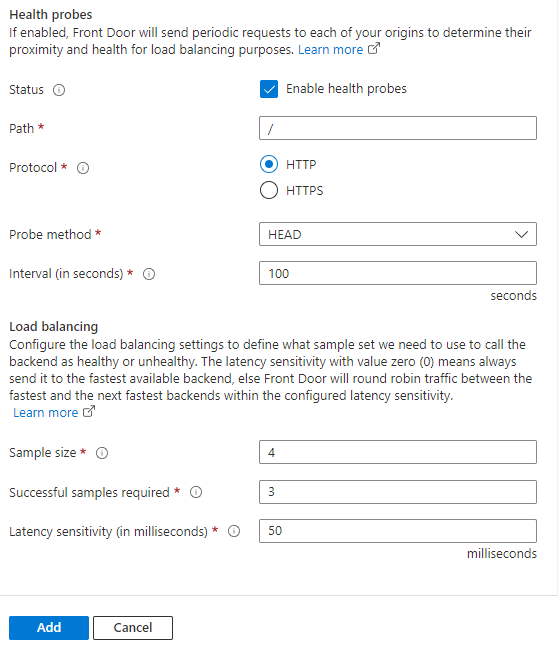 Health probes
If enabled, Front Door will send periodic requests to each of your origins to determine their
proximity and health for load balancing purposes. Learn more
Status
Enable health probes
Path *
/
Protocol *
HTTP
HTTPS
Probe method *
HEAD
Interval (in seconds) *
100
seconds
Load balancing
Configure the load balancing settings to define what sample set we need to use to call the
backend as healthy or unhealthy. The latency sensitivity with value zero (0) means always
send it to the fastest available backend, else Front Door will round robin traffic between the
fastest and the next fastest backends within the configured latency sensitivity.
Learn more
Sample size *
4
Successful samples required *
3
Latency sensitivity (in milliseconds) *
50
milliseconds
Add
Cancel